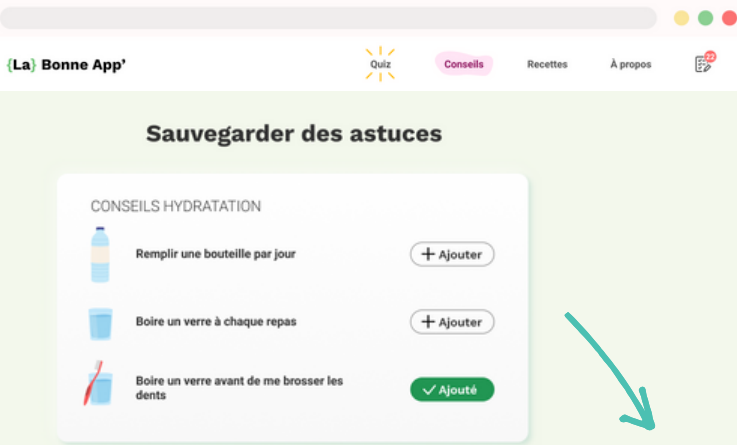 {La} Bonne App’
Quiz
Conseils
Recettes
À propos
22
Sauvegarder des astuces
CONSEILS HYDRATATION
Remplir une bouteille par jour
+ Ajouter
Boire un verre à chaque repas
+ Ajouter
Boire un verre avant de me brosser les
dents
✓ Ajouté